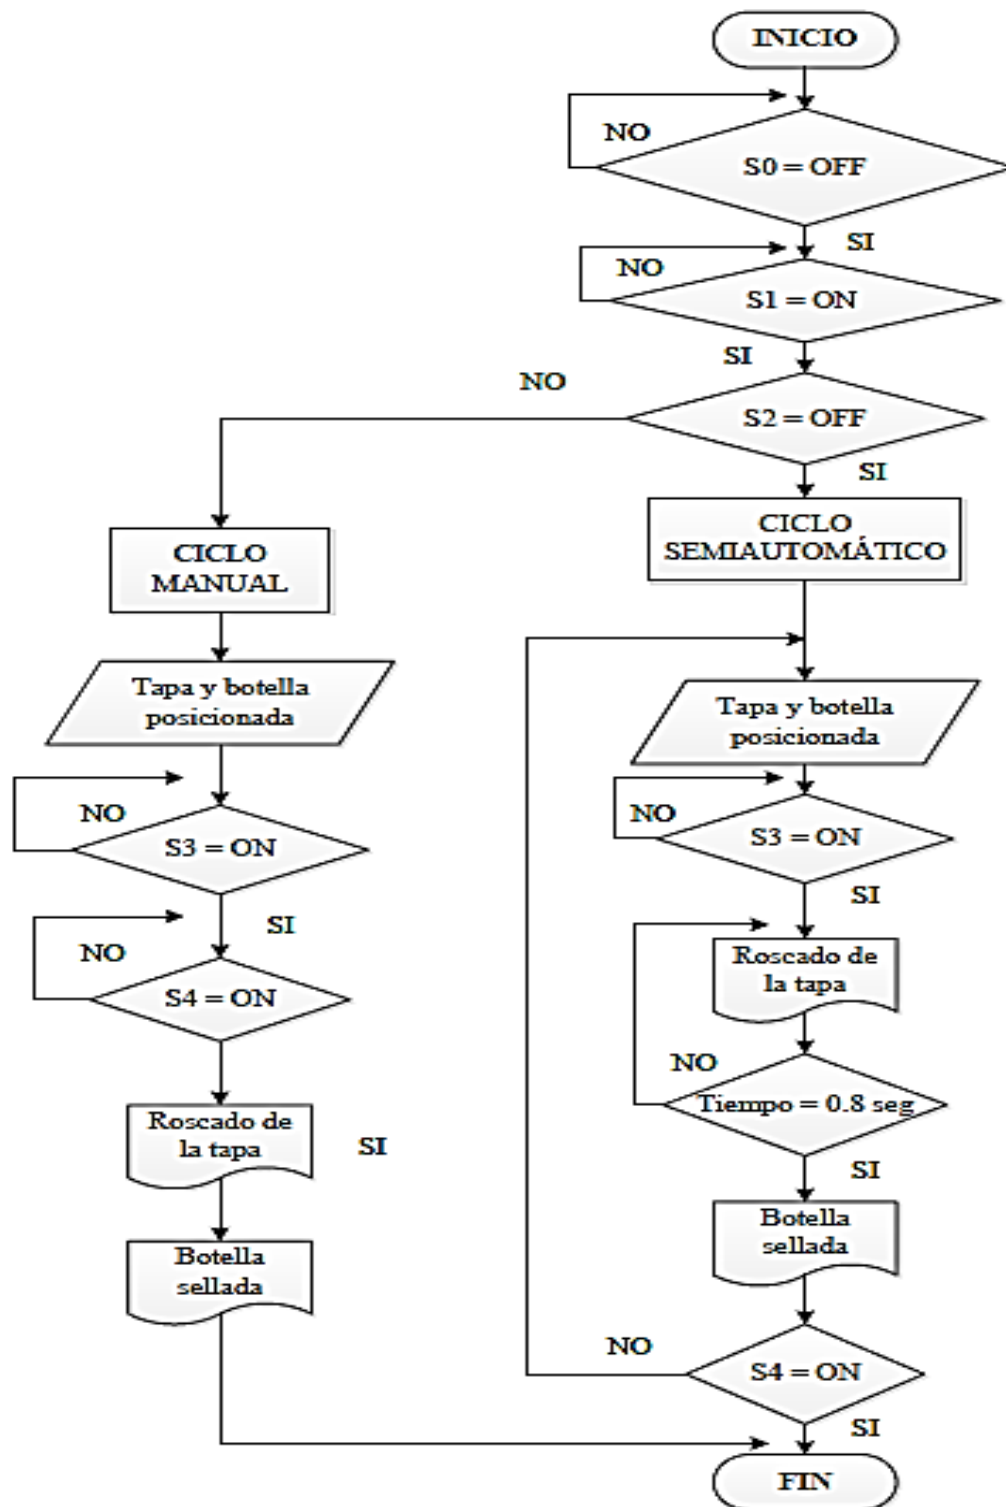 INICIO
NO
S0 = OFF
SI
NO
S1 = ON
SI
NO
S2 = OFF
SI
CICLO
MANUAL
Tapa y botella
posicionada
NO
S3 = ON
SI
NO
S4 = ON
Roscado de
la tapa
SI
Botella
sellada
CICLO
SEMIAUTOMÁTICO
Tapa y botella
posicionada
NO
S3 = ON
SI
Roscado de
la tapa
NO
Tiempo = 0.8 seg
SI
Botella
sellada
NO
S4 = ON
SI
FIN